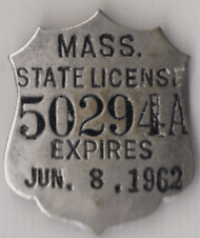 MASS.
STATE LICENSE
50294A
EXPIRES
JUN. 8. 1962